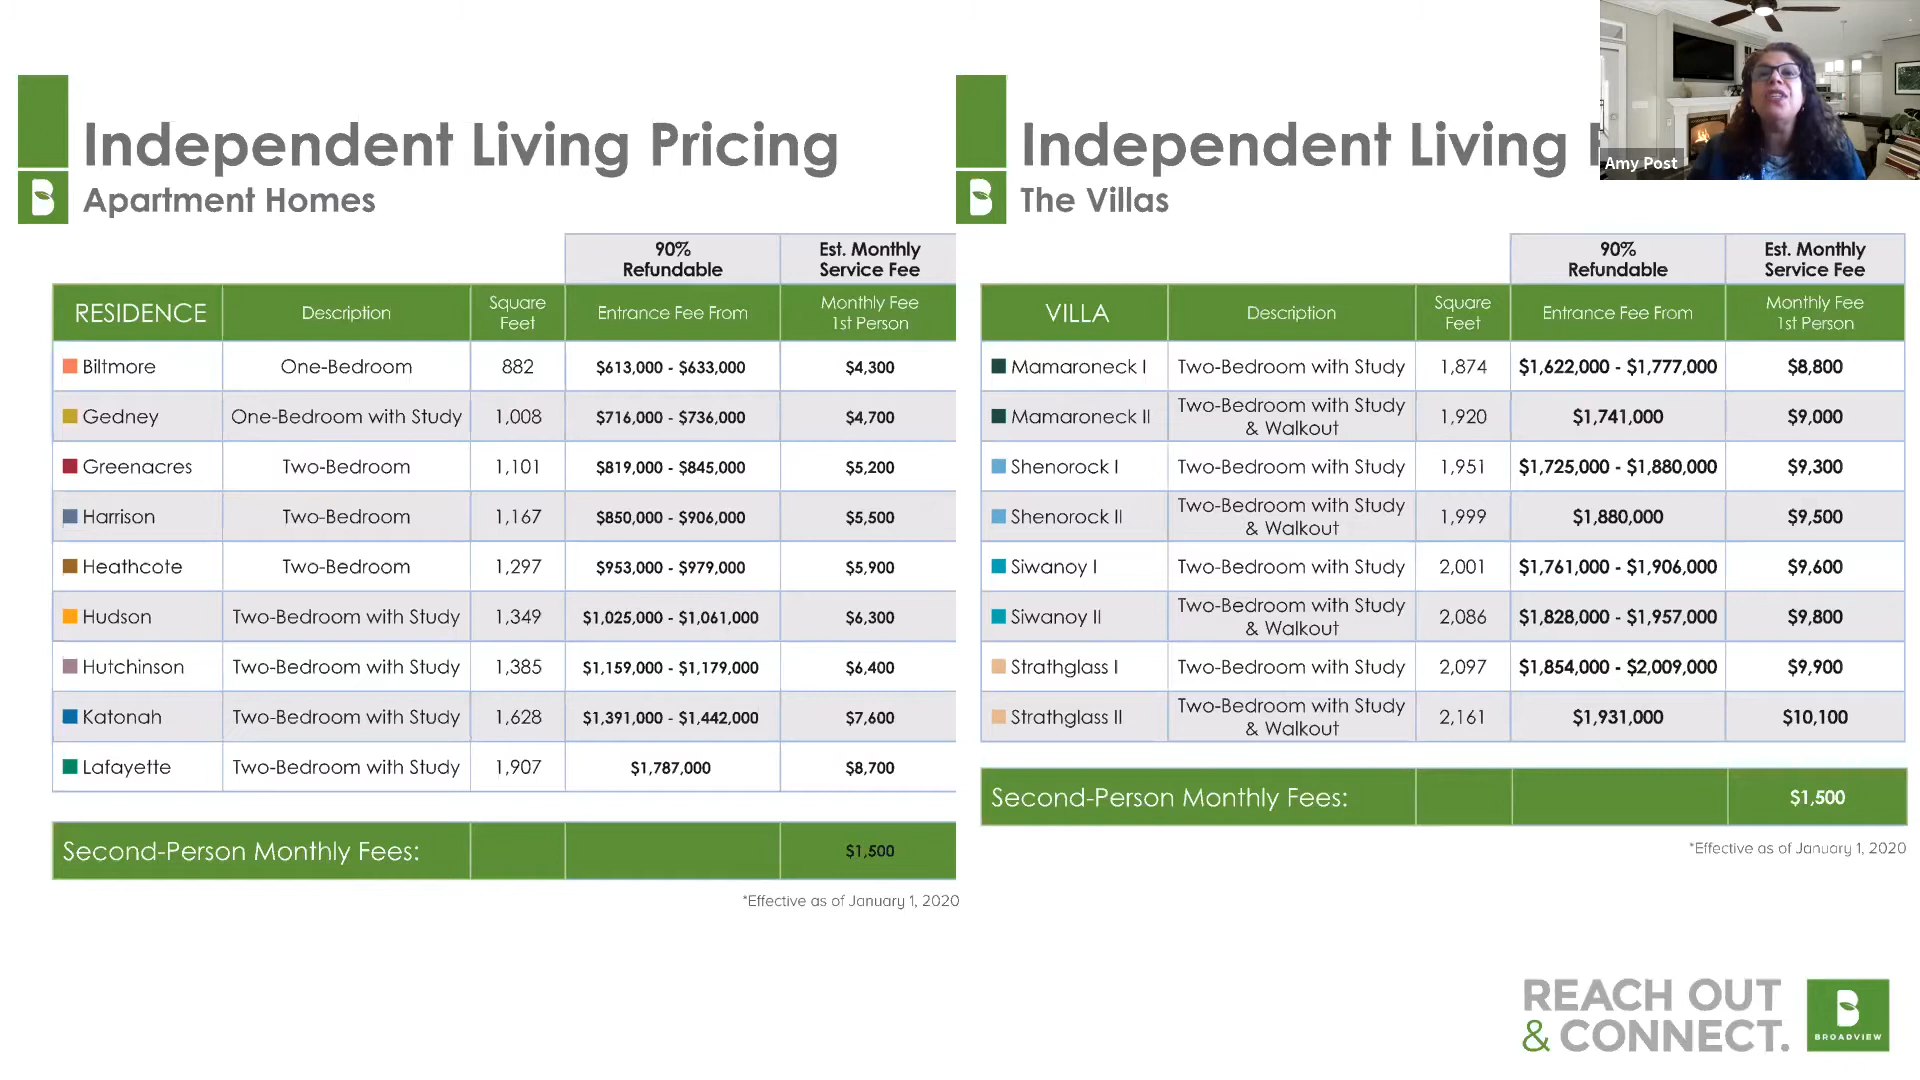 Independent Living Pricing
Apartment Homes
90% Refundable Est. Monthly Service Fee
RESIDENCE Description Square Feet Entrance Fee From Monthly Fee 1st Person
Biltmore One-Bedroom 882 $613,000 - $633,000 $4,300
Gedney One-Bedroom with Study 1,008 $716,000 - $736,000 $4,700
Greenacres Two-Bedroom 1,101 $819,000 - $845,000 $5,200
Harrison Two-Bedroom 1,167 $850,000 - $906,000 $5,500
Heathcote Two-Bedroom 1,297 $953,000 - $979,000 $5,900
Hudson Two-Bedroom with Study 1,349 $1,025,000 - $1,061,000 $6,300
Hutchinson Two-Bedroom with Study 1,385 $1,159,000 - $1,179,000 $6,400
Katonah Two-Bedroom with Study 1,628 $1,391,000 - $1,442,000 $7,600
Lafayette Two-Bedroom with Study 1,907 $1,787,000 $8,700
Second-Person Monthly Fees: $1,500
*Effective as of January 1, 2020
Independent Living
The Villas
90% Refundable Est. Monthly Service Fee
VILLA Description Square Feet Entrance Fee From Monthly Fee 1st Person
Mamaroneck I Two-Bedroom with Study 1,874 $1,622,000 - $1,777,000 $8,800
Mamaroneck II Two-Bedroom with Study & Walkout 1,920 $1,741,000 $9,000
Shenorock I Two-Bedroom with Study 1,951 $1,725,000 - $1,880,000 $9,300
Shenorock II Two-Bedroom with Study & Walkout 1,999 $1,880,000 $9,500
Siwanoy I Two-Bedroom with Study 2,001 $1,761,000 - $1,906,000 $9,600
Siwanoy II Two-Bedroom with Study & Walkout 2,086 $1,828,000 - $1,957,000 $9,800
Strathglass I Two-Bedroom with Study 2,097 $1,854,000 - $2,009,000 $9,900
Strathglass II Two-Bedroom with Study & Walkout 2,161 $1,931,000 $10,100
Second-Person Monthly Fees: $1,500
*Effective as of January 1, 2020
Amy Post
REACH OUT
& CONNECT.
B
BROADVIEW